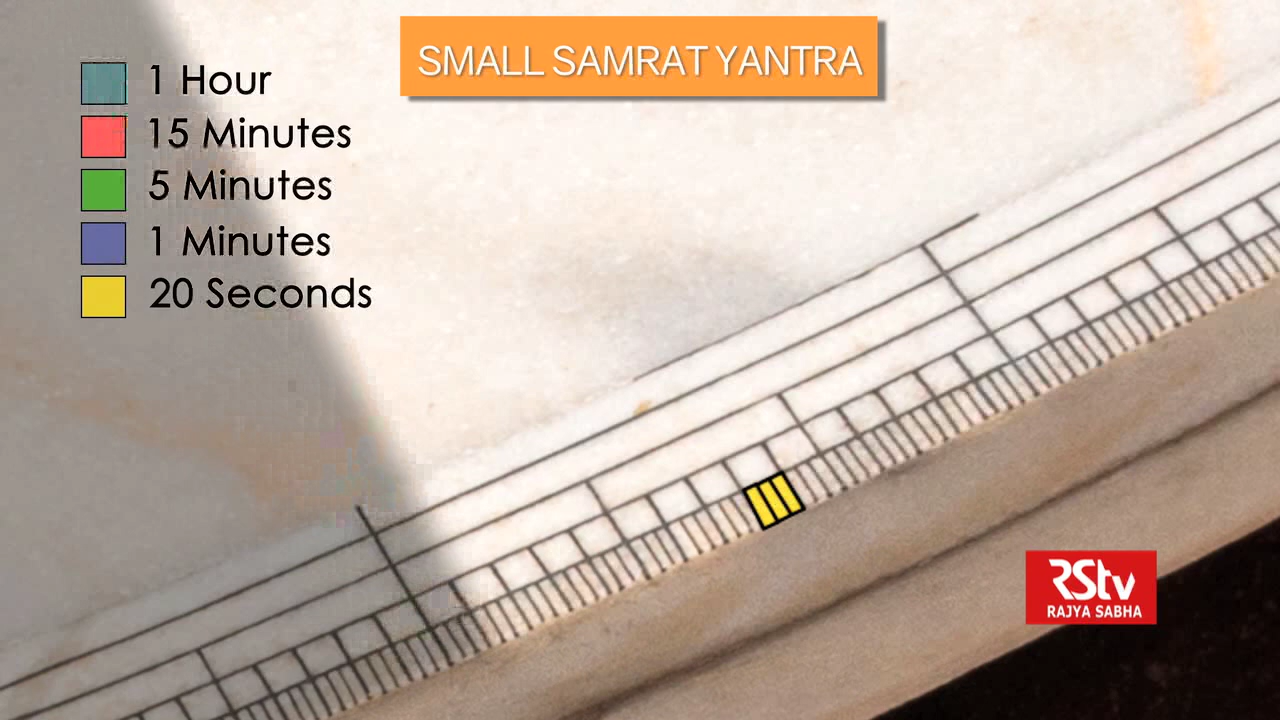 SMALL SAMRAT YANTRA
1 Hour
15 Minutes
5 Minutes
1 Minutes
20 Seconds
RStv
RAJYA SABHA